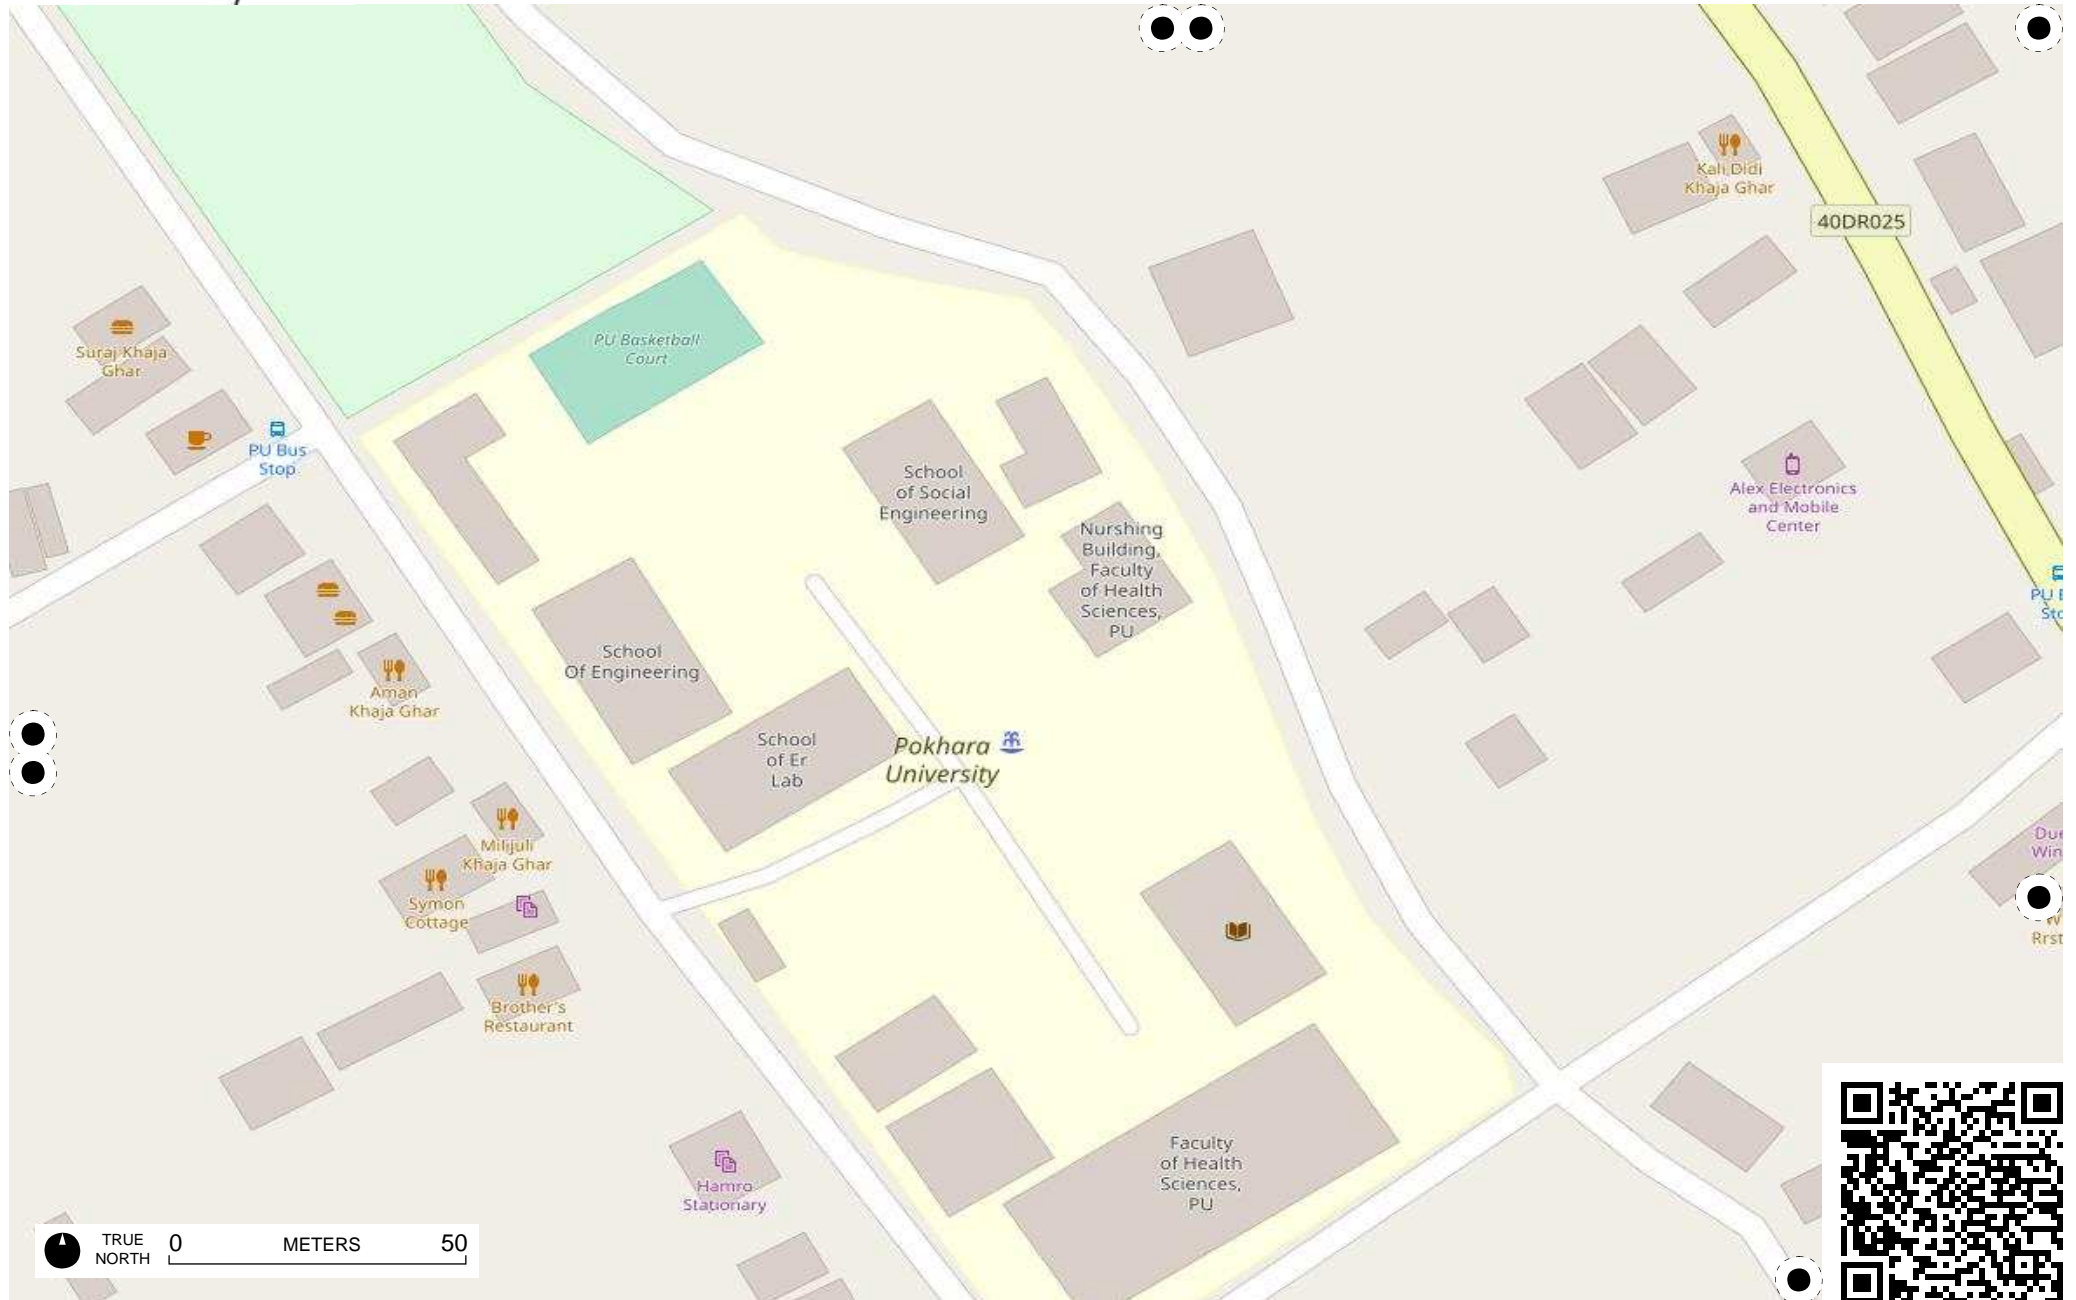 Kali Didi
Khaja Ghar
40DR025
PU Basketball
Court
Suraj Khaja
Ghar
PU Bus
Stop
School
of Social
Engineering
Alex Electronics
and Mobile
Center
Nurshing
Building,
Faculty
of Health
Sciences,
PU
PU
School
Of Engineering
Aman
Khaja Ghar
School
of Er
Lab
Pokhara
University
Milijuli
Khaja Ghar
Symon
Cottage
Brother's
Restaurant
Faculty
of Health
Sciences,
PU
Hamro
Stationary
TRUE
NORTH
0 METERS 50